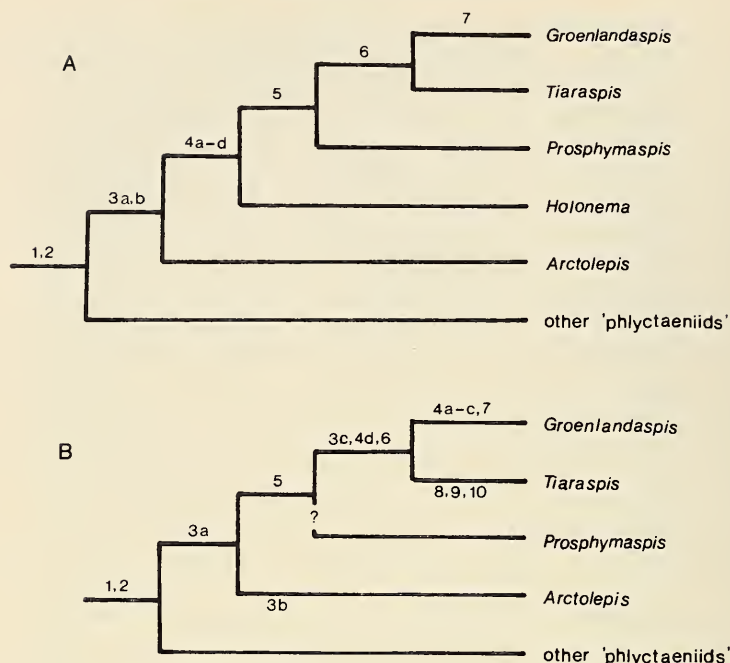 7
Groenlandaspis
A
6
Tiaraspis
5
Prosphymaspis
4a-d
Holonema
3a.b
Arctolepis
1,2
other 'phlyctaeniids'
4a-c,7
Groenlandaspis
B
3c,4d,6
Tiaraspis
8,9,10
5
?
Prosphymaspis
3a
Arctolepis
3b
1,2
other 'phlyctaeniids'